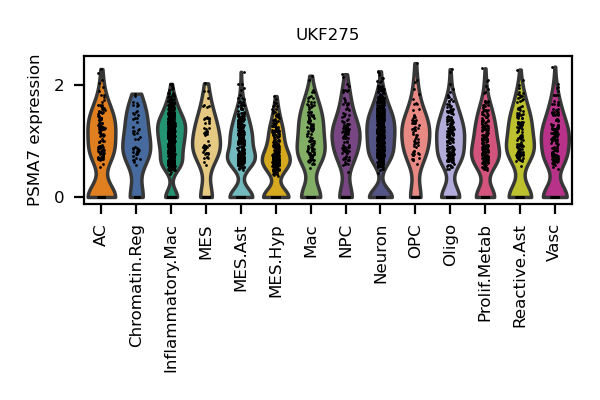 UKF275
PSMA7 expression
2
0
AC
Chromatin.Reg
Inflammatory.Mac
MES
MES.Ast
MES.Hyp
Mac
NPC
Neuron
OPC
Oligo
Prolif.Metab
Reactive.Ast
Vasc